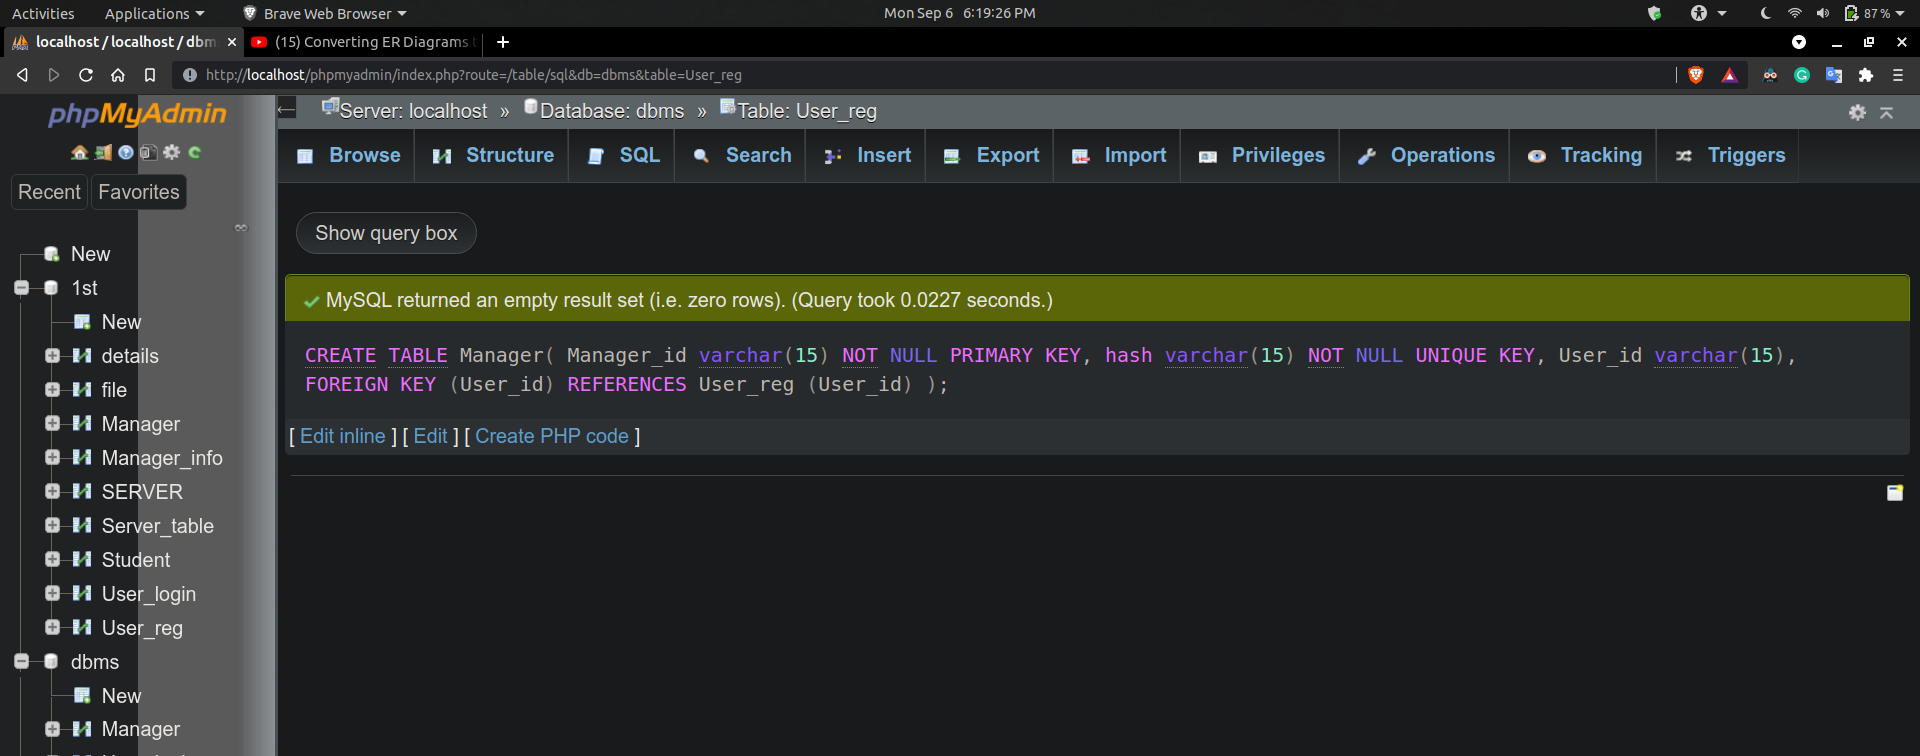 Activities Applications Brave Web Browser Mon Sep 6 6:19:26 PM 87 %
localhost / localhost / dbm (15) Converting ER Diagrams
http://localhost/phpmyadmin/index.php?route=/table/sql&db=dbms&table=User_reg
phpMyAdmin
Server: localhost » Database: dbms » Table: User_reg
Browse Structure SQL Search Insert Export Import Privileges Operations Tracking Triggers
Recent Favorites
Show query box
New
1st
New
details
file
Manager
Manager_info
SERVER
Server_table
Student
User_login
User_reg
dbms
New
Manager
MySQL returned an empty result set (i.e. zero rows). (Query took 0.0227 seconds.)
CREATE TABLE Manager( Manager_id varchar(15) NOT NULL PRIMARY KEY, hash varchar(15) NOT NULL UNIQUE KEY, User_id varchar(15),
FOREIGN KEY (User_id) REFERENCES User_reg (User_id) );
[ Edit inline ] [ Edit ] [ Create PHP code ]